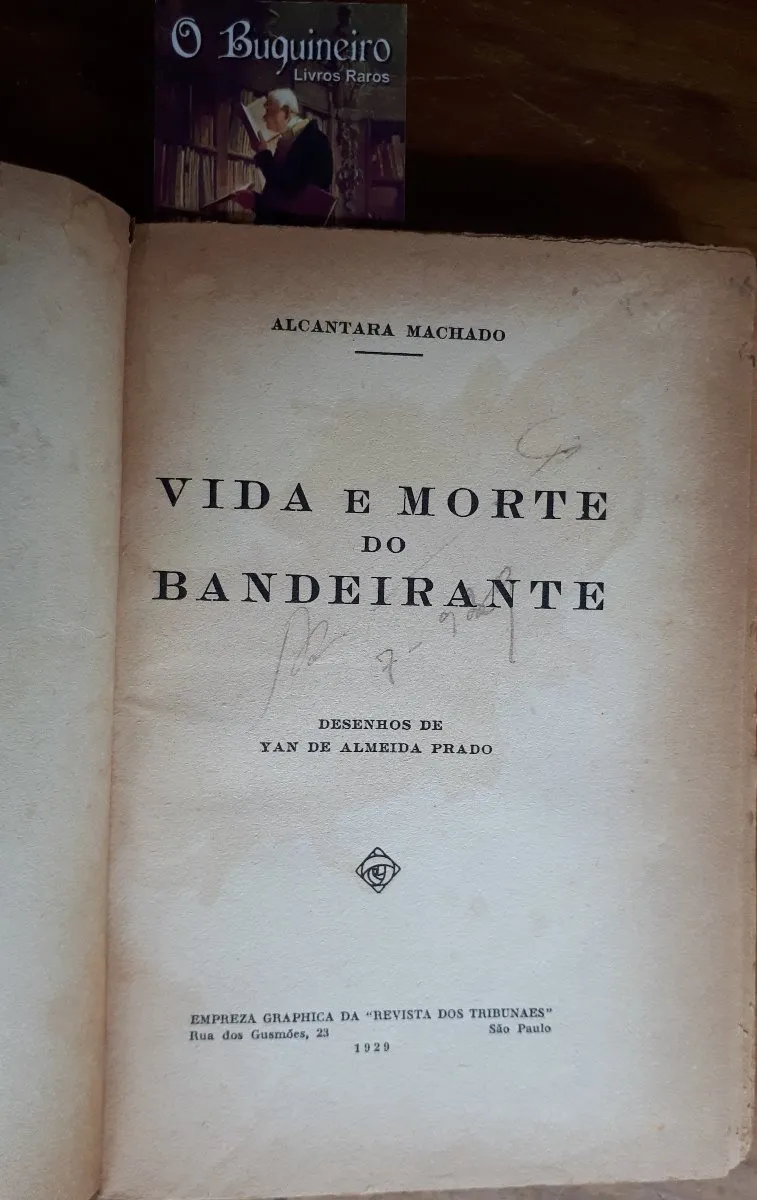 O Buquineiro
Livros Raros
ALCANTARA MACHADO
VIDA E MORTE
DO
BANDEIRANTE
DESENHOS DE
YAN DE ALMEIDA PRADO
EMPREZA GRAPHICA DA "REVISTA DOS TRIBUNAES"
Rua dos Gusmões, 23 São Paulo
1929